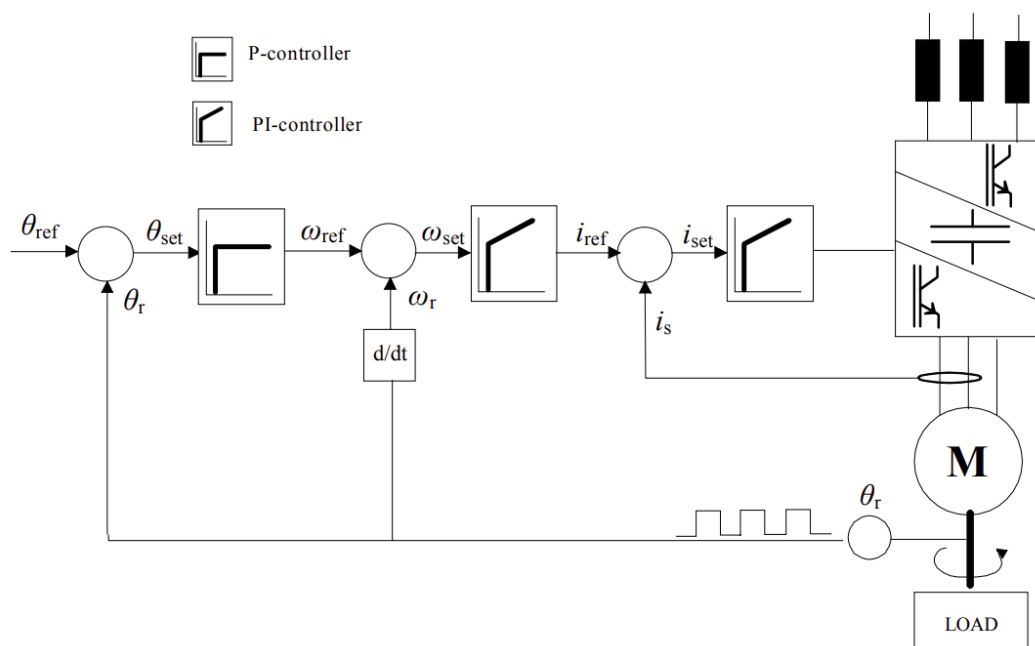 P-controller
PI-controller
θref
θset
ωref
ωset
iref
iset
θr
ωr
is
d/dt
M
θr
LOAD